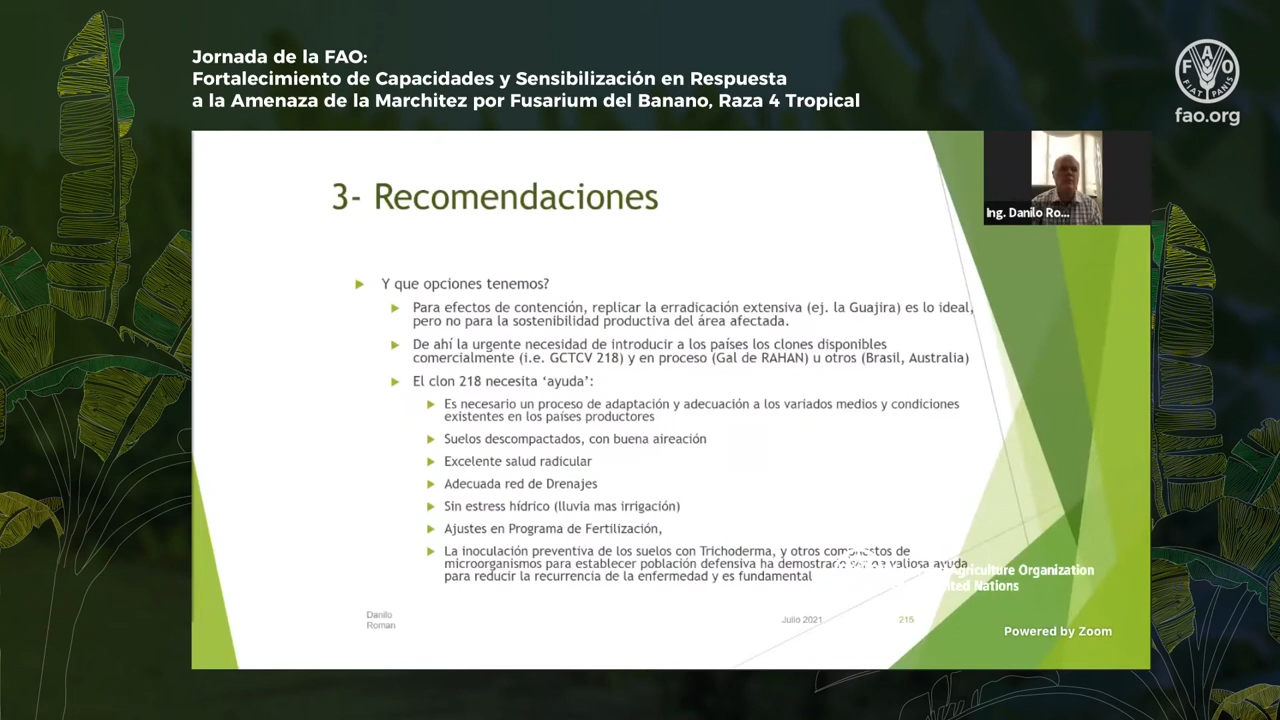 Jornada de la FAO:
Fortalecimiento de Capacidades y Sensibilización en Respuesta
a la Amenaza de la Marchitez por Fusarium del Banano, Raza 4 Tropical
F A O
FIAT PANIS
fao.org
3- Recomendaciones
Ing. Danilo Ro...
Y que opciones tenemos?
Para efectos de contención, replicar la erradicación extensiva (ej. la Guajira) es lo ideal,
pero no para la sostenibilidad productiva del área afectada.
De ahí la urgente necesidad de introducir a los países los clones disponibles
comercialmente (i.e. GCTCV 218) y en proceso (Gal de RAHAN) u otros (Brasil, Australia)
El clon 218 necesita ‘ayuda’:
Es necesario un proceso de adaptación y adecuación a los variados medios y condiciones
existentes en los países productores
Suelos descompactados, con buena aireación
Excelente salud radicular
Adecuada red de Drenajes
Sin estress hídrico (lluvia mas irrigación)
Ajustes en Programa de Fertilización,
La inoculación preventiva de los suelos con Trichoderma, y otros compuestos de
microorganismos para establecer población defensiva ha valiosa ayuda
para reducir la recurrencia de la enfermedad y es fundamental
Agriculture Organization
Nations
Danilo
Roman
Julio 2021
215
Powered by Zoom